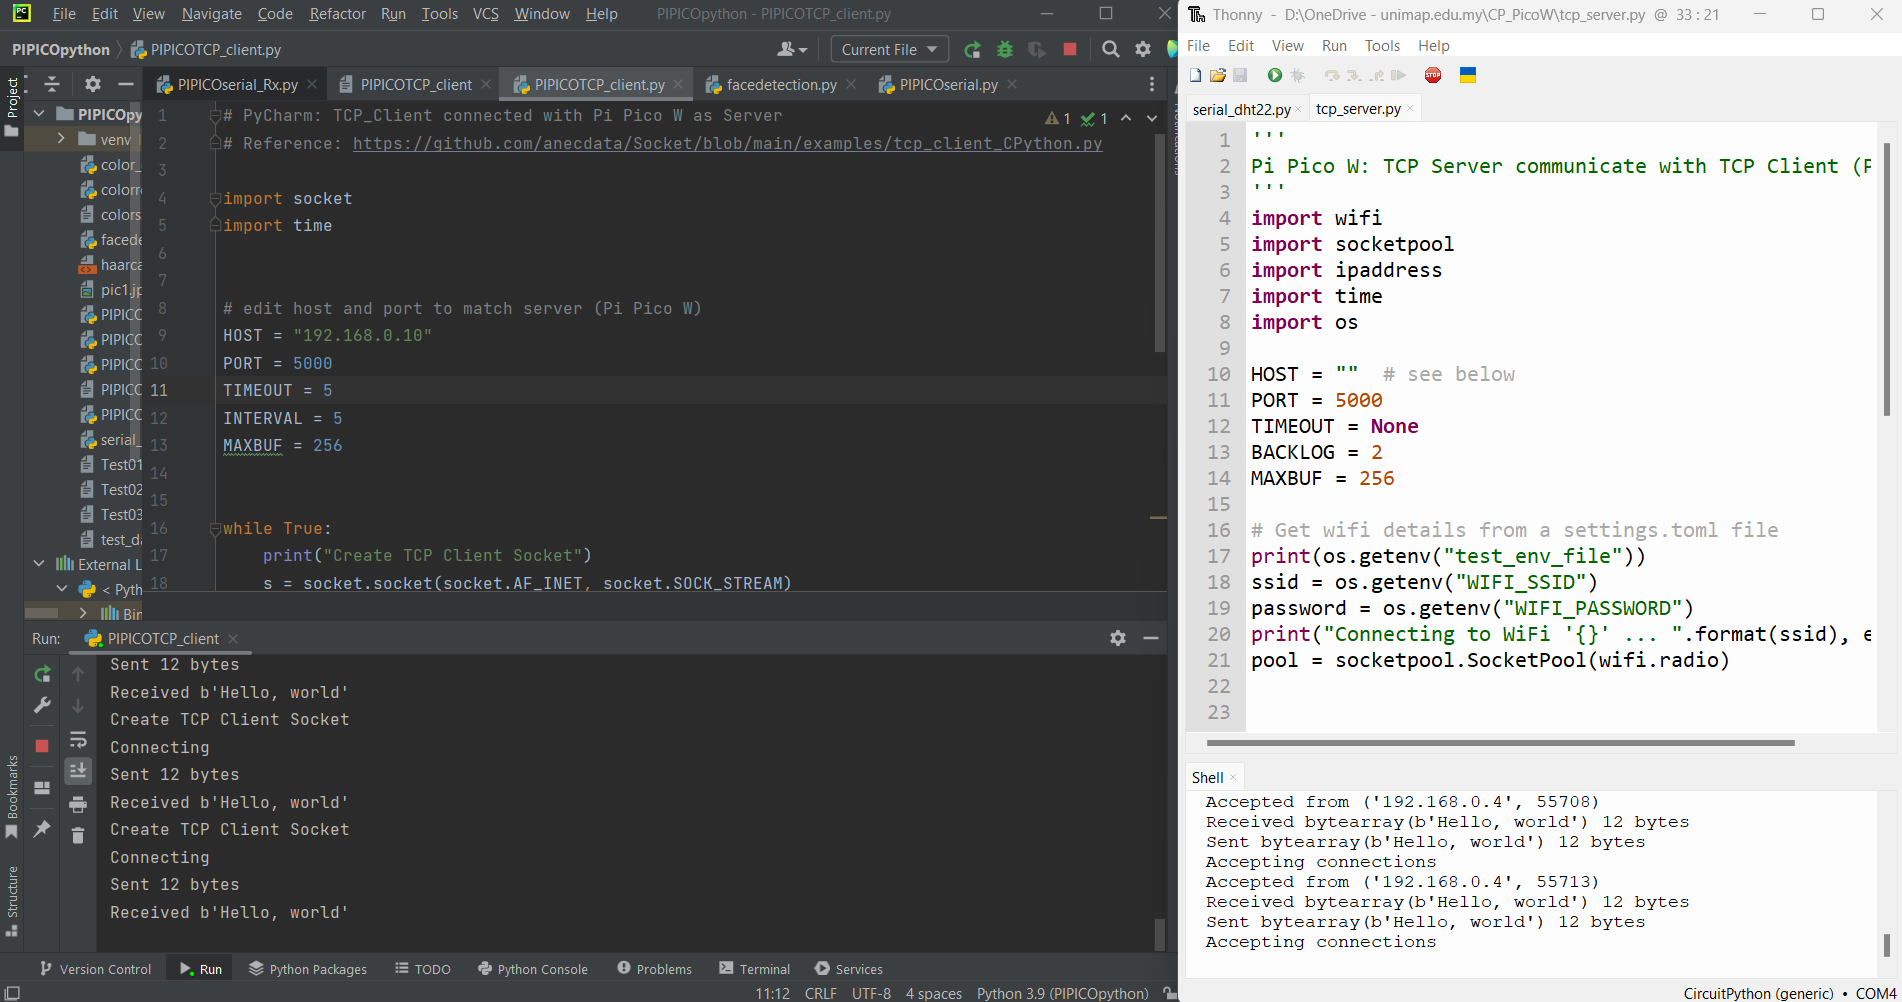 PC File Edit View Navigate Code Refactor Run Tools VCS Window Help PIPICOpython - PIPICOTCP_client.py
PIPICOpython PIPICOTCP_client.py Current File
Project
PIPICOserial_Rx.py PIPICOTCP_client PIPICOTCP_client.py facedetection.py PIPICOserial.py
PIPICOpy
venv
color_
colorre
colors
facede
haarca
pic1.jp
PIPICC
PIPICC
PIPICC
PIPICC
PIPICC
serial_
Test01
Test02
Test03
test_da
External L
< Pyth
Bin
1 # PyCharm: TCP_Client connected with Pi Pico W as Server
2 # Reference: https://github.com/anecdata/Socket/blob/main/examples/tcp_client_CPython.py
3
4 import socket
5 import time
6
7
8 # edit host and port to match server (Pi Pico W)
9 HOST = "192.168.0.10"
10 PORT = 5000
11 TIMEOUT = 5
12 INTERVAL = 5
13 MAXBUF = 256
14
15
16 while True:
17 print("Create TCP Client Socket")
18 s = socket.socket(socket.AF_INET, socket.SOCK_STREAM)
1 1
Run: PIPICOTCP_client
Sent 12 bytes
Received b'Hello, world'
Create TCP Client Socket
Connecting
Sent 12 bytes
Received b'Hello, world'
Create TCP Client Socket
Connecting
Sent 12 bytes
Received b'Hello, world'
Bookmarks
Structure
Version Control Run Python Packages TODO Python Console Problems Terminal Services
11:12 CRLF UTF-8 4 spaces Python 3.9 (PIPICOpython)
Thonny - D:\OneDrive - unimap.edu.my\CP_PicoW\tcp_server.py @ 33 : 21
File Edit View Run Tools Help
STOP
serial_dht22.py tcp_server.py
1 '''
2 Pi Pico W: TCP Server communicate with TCP Client (P
3 '''
4 import wifi
5 import socketpool
6 import ipaddress
7 import time
8 import os
9
10 HOST = "" # see below
11 PORT = 5000
12 TIMEOUT = None
13 BACKLOG = 2
14 MAXBUF = 256
15
16 # Get wifi details from a settings.toml file
17 print(os.getenv("test_env_file"))
18 ssid = os.getenv("WIFI_SSID")
19 password = os.getenv("WIFI_PASSWORD")
20 print("Connecting to WiFi '{}' ... ".format(ssid), e
21 pool = socketpool.SocketPool(wifi.radio)
22
23
Shell
Accepted from ('192.168.0.4', 55708)
Received bytearray(b'Hello, world') 12 bytes
Sent bytearray(b'Hello, world') 12 bytes
Accepting connections
Accepted from ('192.168.0.4', 55713)
Received bytearray(b'Hello, world') 12 bytes
Sent bytearray(b'Hello, world') 12 bytes
Accepting connections
CircuitPython (generic) • COM4